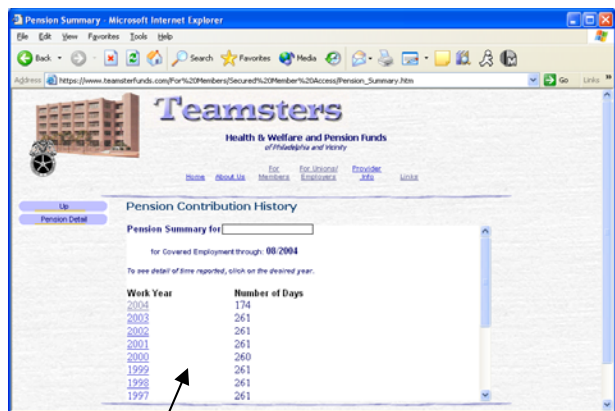 Pension Summary - Microsoft Internet Explorer
File Edit View Favorites Tools Help
Back Search Favorites Media
Address https://www.teamsterfunds.com/For%20Members/Secured%20Member%20Access/Pension_Summary.htm Go Links
Teamsters
Health & Welfare and Pension Funds
of Philadelphia and Vicinity
Home About Us For Members For Unions/ Employers Provider Info Links
Up
Pension Detail
Pension Contribution History
Pension Summary for
for Covered Employment through: 08/2004
To see detail of time reported, click on the desired year.
Work Year Number of Days
2004 174
2003 261
2002 261
2001 261
2000 260
1999 261
1998 261
1997 261